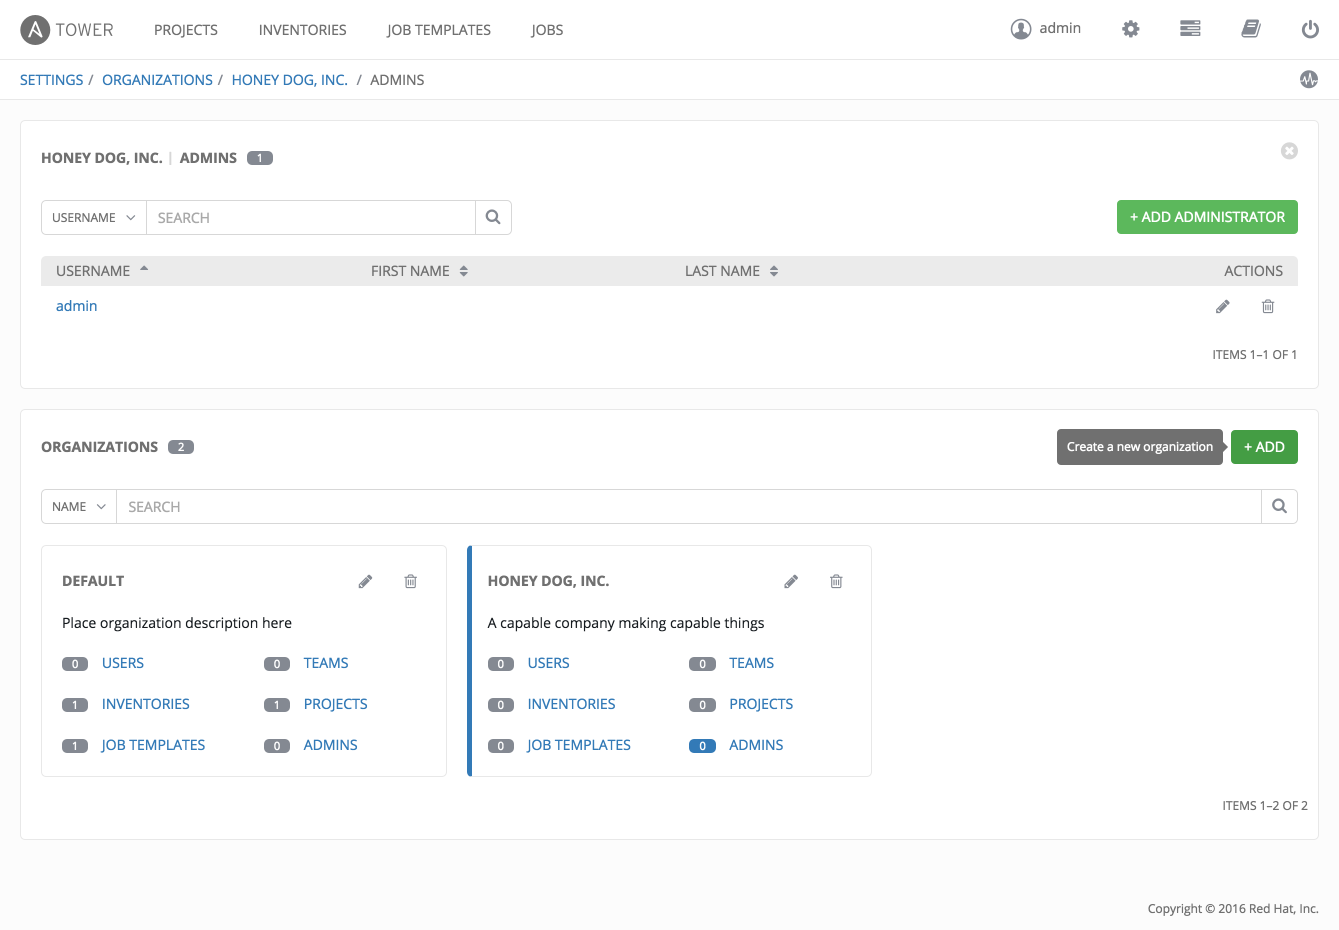 A TOWER PROJECTS INVENTORIES JOB TEMPLATES JOBS admin
SETTINGS / ORGANIZATIONS / HONEY DOG, INC. / ADMINS
HONEY DOG, INC. | ADMINS 1
USERNAME SEARCH + ADD ADMINISTRATOR
USERNAME FIRST NAME LAST NAME ACTIONS
admin
ITEMS 1–1 OF 1
ORGANIZATIONS 2 Create a new organization + ADD
NAME SEARCH
DEFAULT
Place organization description here
0 USERS 0 TEAMS
1 INVENTORIES 1 PROJECTS
1 JOB TEMPLATES 0 ADMINS
HONEY DOG, INC.
A capable company making capable things
0 USERS 0 TEAMS
0 INVENTORIES 0 PROJECTS
0 JOB TEMPLATES 0 ADMINS
ITEMS 1–2 OF 2
Copyright © 2016 Red Hat, Inc.